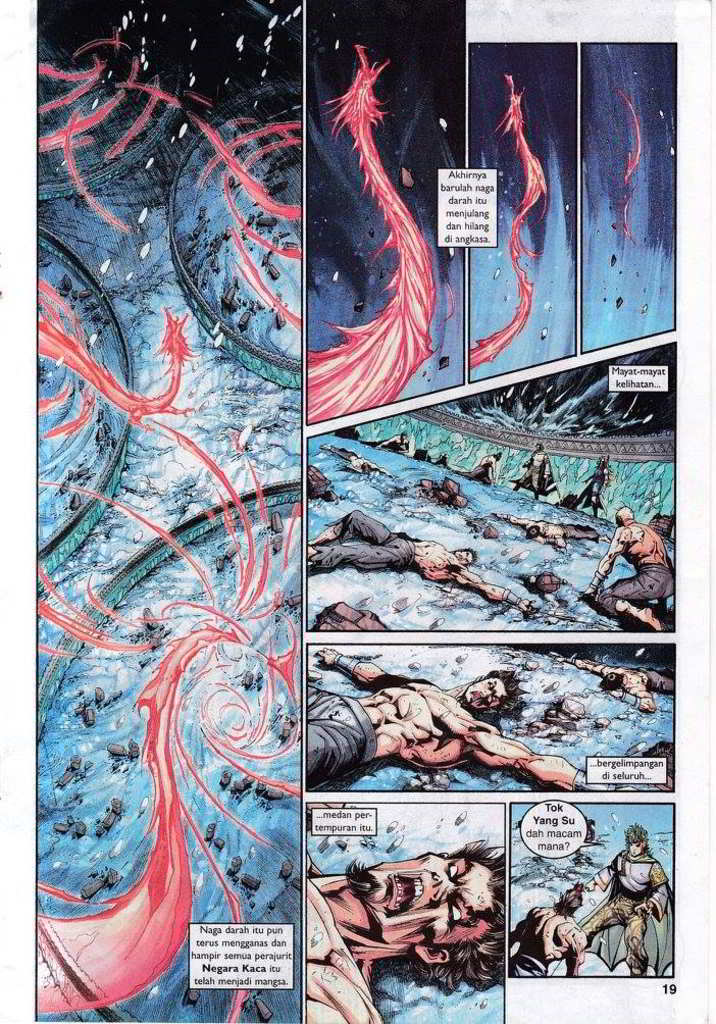 Naga darah itu pun
terus mengganas dan
hampir semua perajurit
Negara Kaca itu
telah menjadi mangsa.
Akhirnya
barulah naga
darah itu
menjulang
dan hilang
di angkasa.
Mayat-mayat
kelihatan...
...bergelimpangan
di seluruh...
...medan per-
tempuran itu.
Tok
Yang Su
dah macam
mana?
19